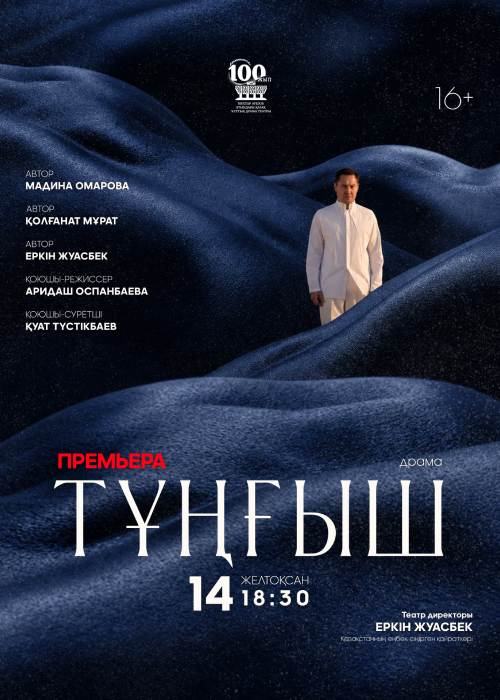 100
ЖЫЛ
16+
АВТОР
МАДИНА ОМАРОВА
АВТОР
ҚОЛҒАНАТ МҰРАТ
АВТОР
ЕРКІН ЖУАСБЕК
ҚОЮШЫ-РЕЖИССЕР
АРИДАШ ОСПАНБАЕВА
ҚОЮШЫ-СУРЕТШІ
ҚУАТ ТҮСТІКБАЕВ
ПРЕМЬЕРА
драма
ТҰҢҒЫШ
14
ЖЕЛТОҚСАН
18:30
Театр директоры
ЕРКІН ЖУАСБЕК
Қазақстанның еңбек сіңірген қайраткері